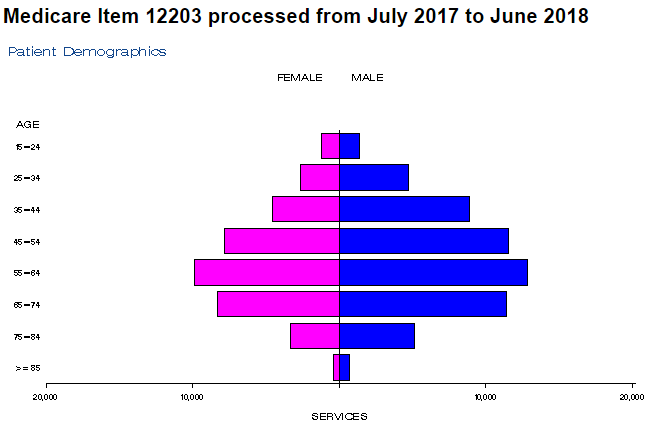 Medicare Item 12203 processed from July 2017 to June 2018
Patient Demographics
FEMALE MALE
AGE
15-24
25-34
35-44
45-54
55-64
65-74
75-84
>=85
20,000 10,000 10,000 20,000
SERVICES